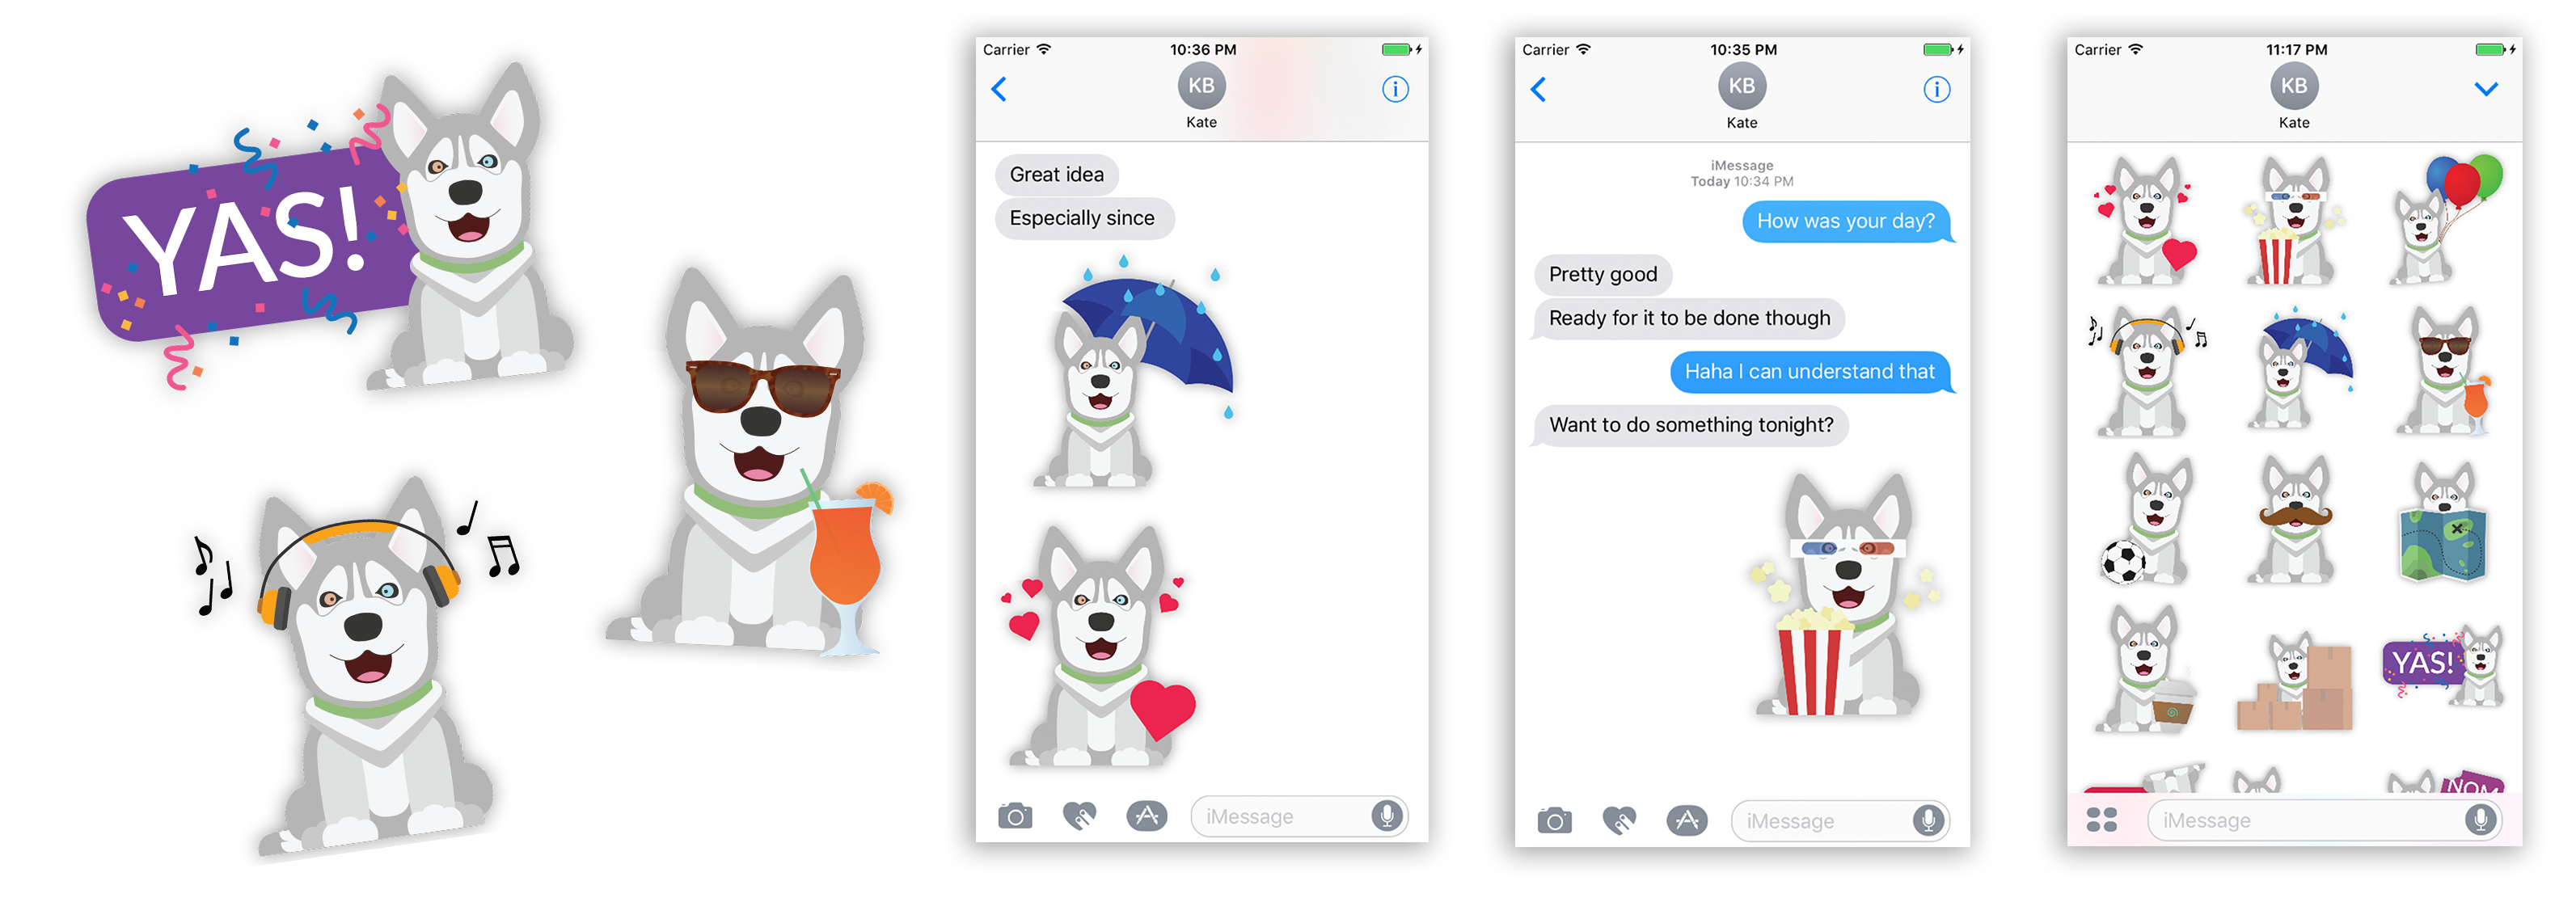 YAS!
Carrier 10:36 PM
KB
Kate
Great idea
Especially since
iMessage
Carrier 10:35 PM
KB
Kate
iMessage
Today 10:34 PM
How was your day?
Pretty good
Ready for it to be done though
Haha I can understand that
Want to do something tonight?
iMessage
Carrier 11:17 PM
KB
Kate
YAS!
NOM
iMessage